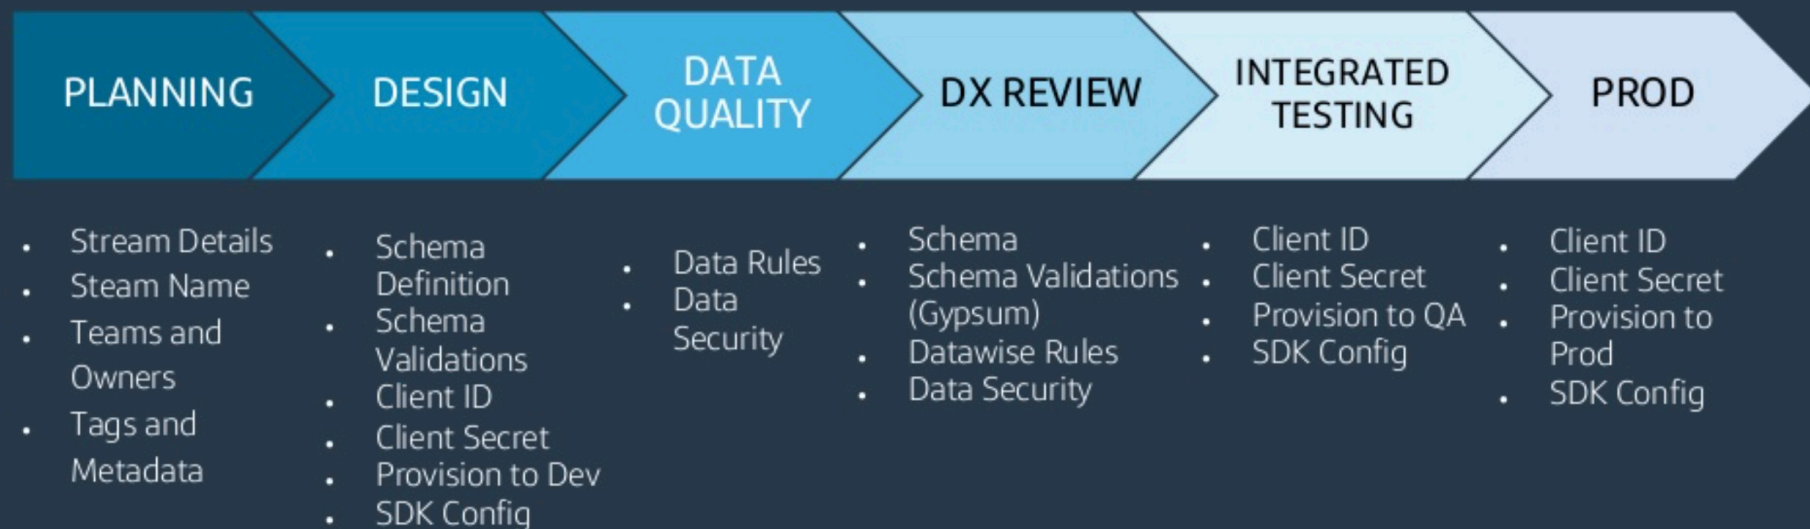 PLANNING
DESIGN
DATA
QUALITY
DX REVIEW
INTEGRATED
TESTING
PROD
• Stream Details
• Steam Name
• Teams and
Owners
• Tags and
Metadata
• Schema
Definition
• Schema
Validations
• Client ID
• Client Secret
• Provision to Dev
• SDK Config
• Data Rules
• Data
Security
• Schema
• Schema Validations
(Gypsum)
• Datawise Rules
• Data Security
• Client ID
• Client Secret
• Provision to QA
• SDK Config
• Client ID
• Client Secret
• Provision to
Prod
• SDK Config